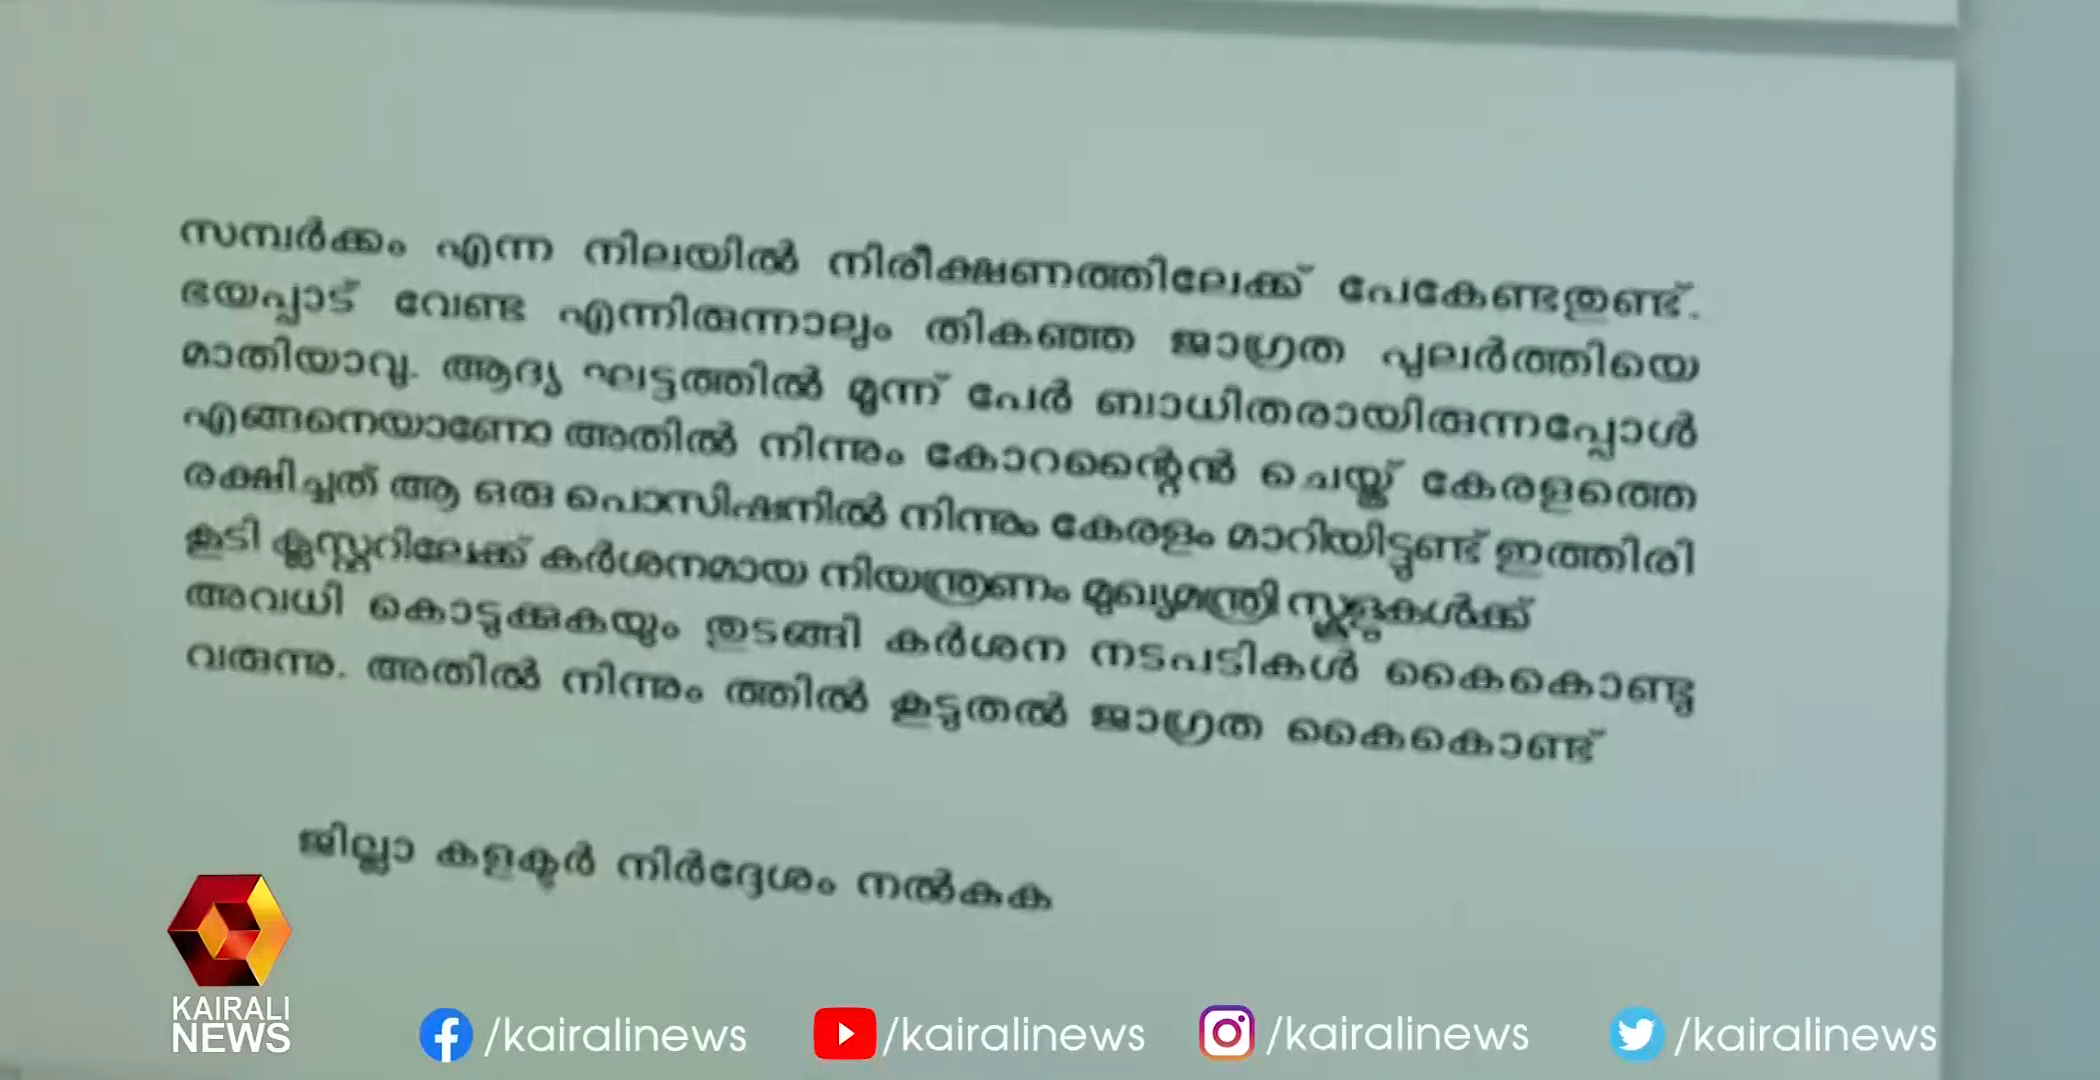 സമ്പർക്കം എന്ന നിലയിൽ നിരീക്ഷണത്തിലേക്ക് പേകേണ്ടതുണ്ട്.
ഭയപ്പാട് വേണ്ട എന്നിരുന്നാലും തികഞ്ഞ ജാഗ്രത പുലർത്തിയെ
മാതിയാവൂ. ആദ്യ ഘട്ടത്തിൽ മൂന്ന് പേർ ബാധിതരായിരുന്നപ്പോൾ
എങ്ങനെയാണോ അതിൽ നിന്നും കോറന്റൈൻ ചെയ്ത് കേരളത്തെ
രക്ഷിച്ചത് ആ ഒരു പൊസിഷനിൽ നിന്നും കേരളം മാറിയിട്ടുണ്ട് ഇത്തിരി
കൂടി ക്ലസ്റ്ററിലേക്ക് കർശനമായ നിയന്ത്രണം മുഖ്യമന്ത്രി സ്കൂളുകൾക്ക്
അവധി കൊടുക്കുകയും തുടങ്ങി കർശന നടപടികൾ കൈകൊണ്ടു
വരുന്നു. അതിൽ നിന്നും ത്തിൽ കൂടുതൽ ജാഗ്രത കൈകൊണ്ട്
ജില്ലാ കളക്ടർ നിർദ്ദേശം നൽകക
KAIRALI
NEWS
/kairalinews /kairalinews /kairalinews /kairalinews